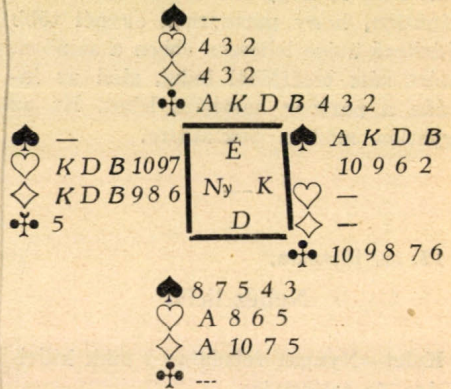 ♠ —
♡ 4 3 2
♢ 4 3 2
♣ A K D B 4 3 2
♠ —
♡ K D B 10 9 7
♢ K D B 9 8 6
♣ 5
É
Ny K
D
♠ A K D B
10 9 6 2
♡ —
♢ —
♣ 10 9 8 7 6
♠ 8 7 5 4 3
♡ A 8 6 5
♢ A 10 7 5
♣ ---